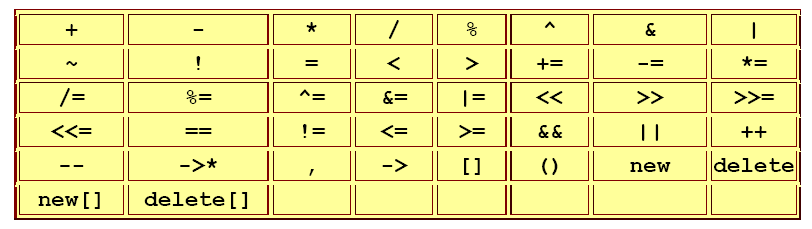 + - * / % ^ & |
~ ! = < > += -= *=
/= %= ^= &= |= << >> >>=
<<= == != <= >= && || ++
-- ->* , -> [] () new delete
new[] delete[]